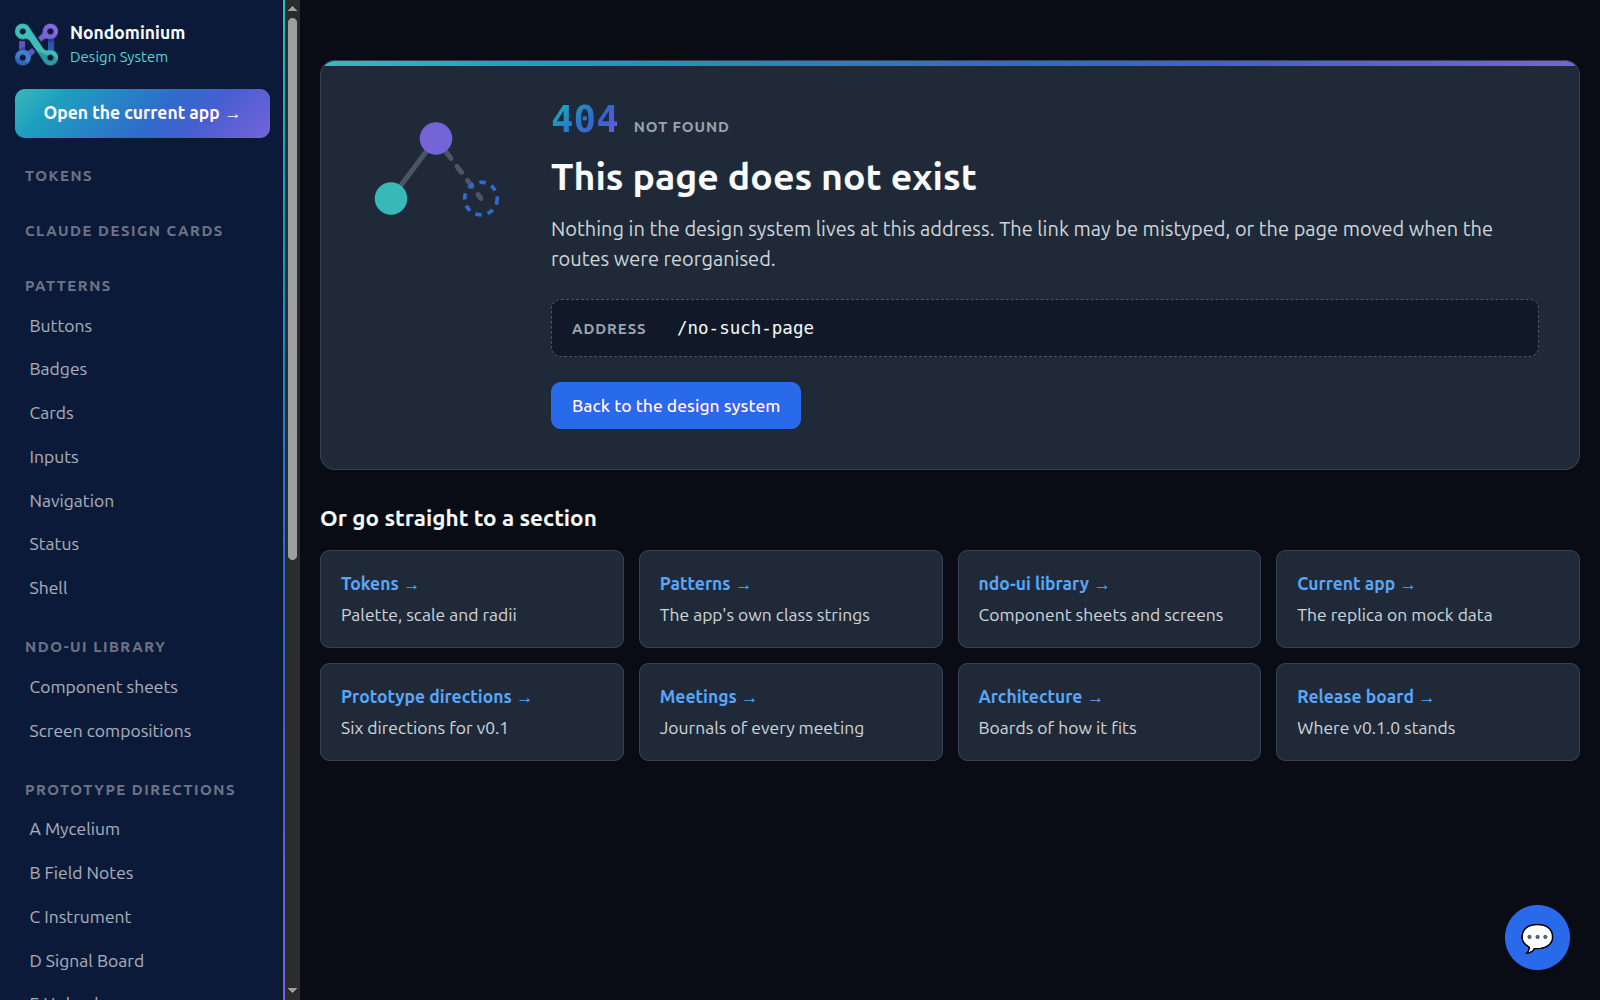 Nondominium
Design System
Open the current app →
TOKENS
CLAUDE DESIGN CARDS
PATTERNS
Buttons
Badges
Cards
Inputs
Navigation
Status
Shell
NDO-UI LIBRARY
Component sheets
Screen compositions
PROTOTYPE DIRECTIONS
A Mycelium
B Field Notes
C Instrument
D Signal Board
404 NOT FOUND
This page does not exist
Nothing in the design system lives at this address. The link may be mistyped, or the page moved when the
routes were reorganised.
ADDRESS /no-such-page
Back to the design system
Or go straight to a section
Tokens →
Palette, scale and radii
Patterns →
The app's own class strings
ndo-ui library →
Component sheets and screens
Current app →
The replica on mock data
Prototype directions →
Six directions for v0.1
Meetings →
Journals of every meeting
Architecture →
Boards of how it fits
Release board →
Where v0.1.0 stands